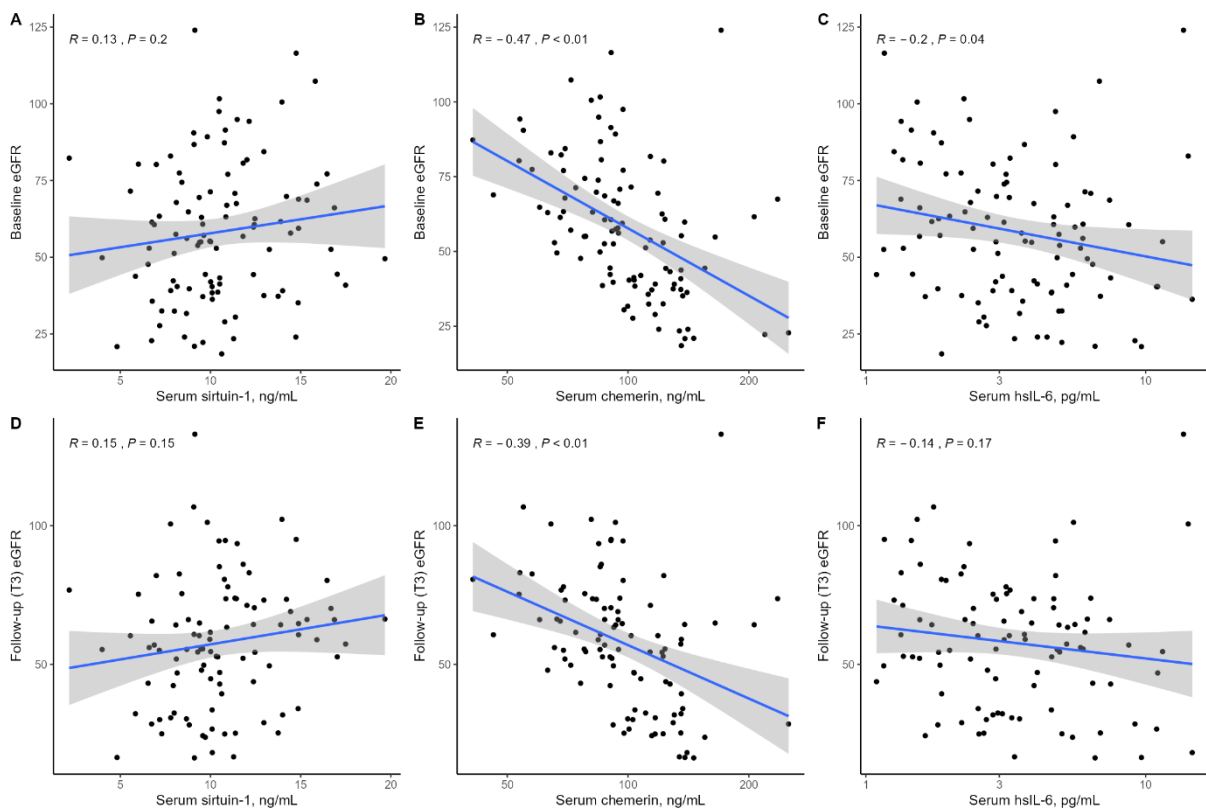 A
R = 0.13 , P = 0.2
Baseline eGFR
125
100
75
50
25
5 10 15 20
Serum sirtuin-1, ng/mL
B
R = − 0.47 , P < 0.01
Baseline eGFR
125
100
75
50
25
50 100 200
Serum chemerin, ng/mL
C
R = − 0.2 , P = 0.04
Baseline eGFR
125
100
75
50
25
1 3 10
Serum hsIL-6, pg/mL
D
R = 0.15 , P = 0.15
Follow-up (T3) eGFR
100
50
5 10 15 20
Serum sirtuin-1, ng/mL
E
R = − 0.39 , P < 0.01
Follow-up (T3) eGFR
100
50
50 100 200
Serum chemerin, ng/mL
F
R = − 0.14 , P = 0.17
Follow-up (T3) eGFR
100
50
1 3 10
Serum hsIL-6, pg/mL